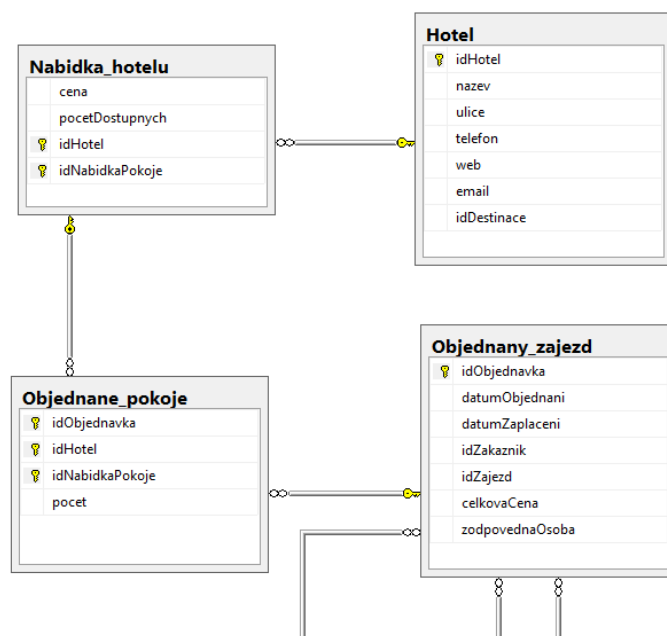 Nabidka_hotelu
cena
pocetDostupnych
idHotel
idNabidkaPokoje
Hotel
idHotel
nazev
ulice
telefon
web
email
idDestinace
Objednane_pokoje
idObjednavka
idHotel
idNabidkaPokoje
pocet
Objednany_zajezd
idObjednavka
datumObjednani
datumZaplaceni
idZakaznik
idZajezd
celkovaCena
zodpovednaOsoba